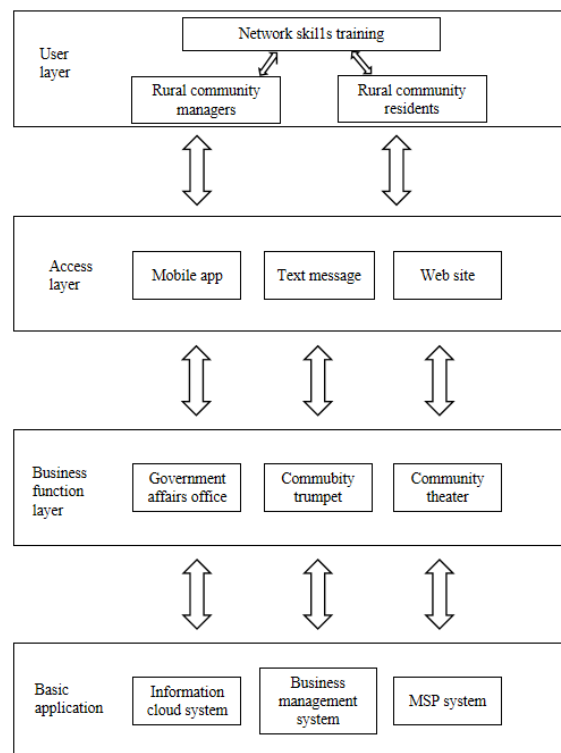 User
layer
Network skills training
Rural community
managers
Rural community
residents
Access
layer
Mobile app
Text message
Web site
Business
function
layer
Government
affairs office
Commubity
trumpet
Community
theater
Basic
application
Information
cloud system
Business
management
system
MSP system